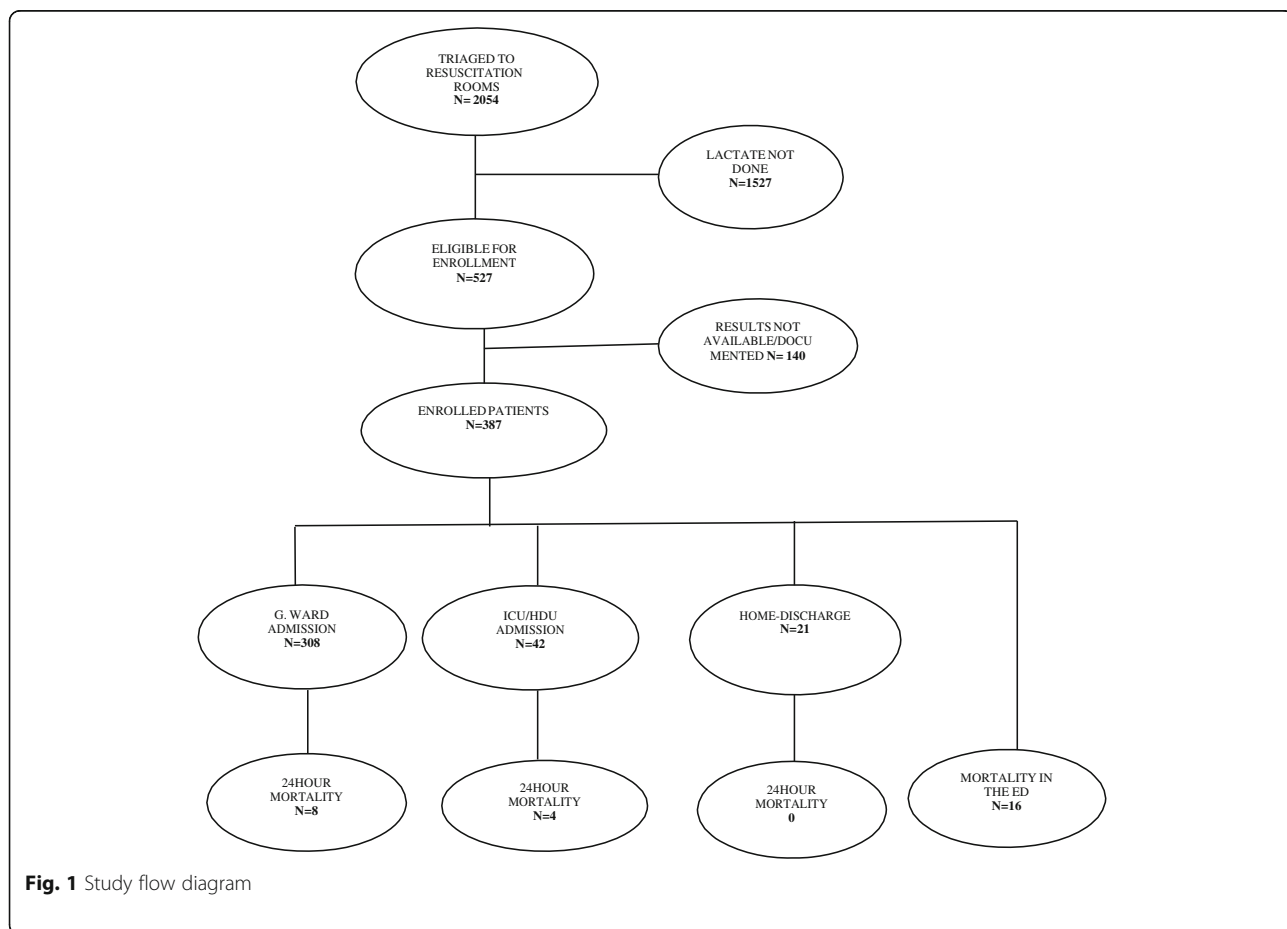 TRIAGED TO
RESUSCITATION
ROOMS
N= 2054
LACTATE NOT
DONE
N=1527
ELIGIBLE FOR
ENROLLMENT
N=527
RESULTS NOT
AVAILABLE/DOCU
MENTED N= 140
ENROLLED PATIENTS
N=387
G. WARD
ADMISSION
N=308
ICU/HDU
ADMISSION
N=42
HOME-DISCHARGE
N=21
24HOUR
MORTALITY
N=8
24HOUR
MORTALITY
N=4
24HOUR
MORTALITY
0
MORTALITY IN
THE ED
N=16
Fig. 1 Study flow diagram